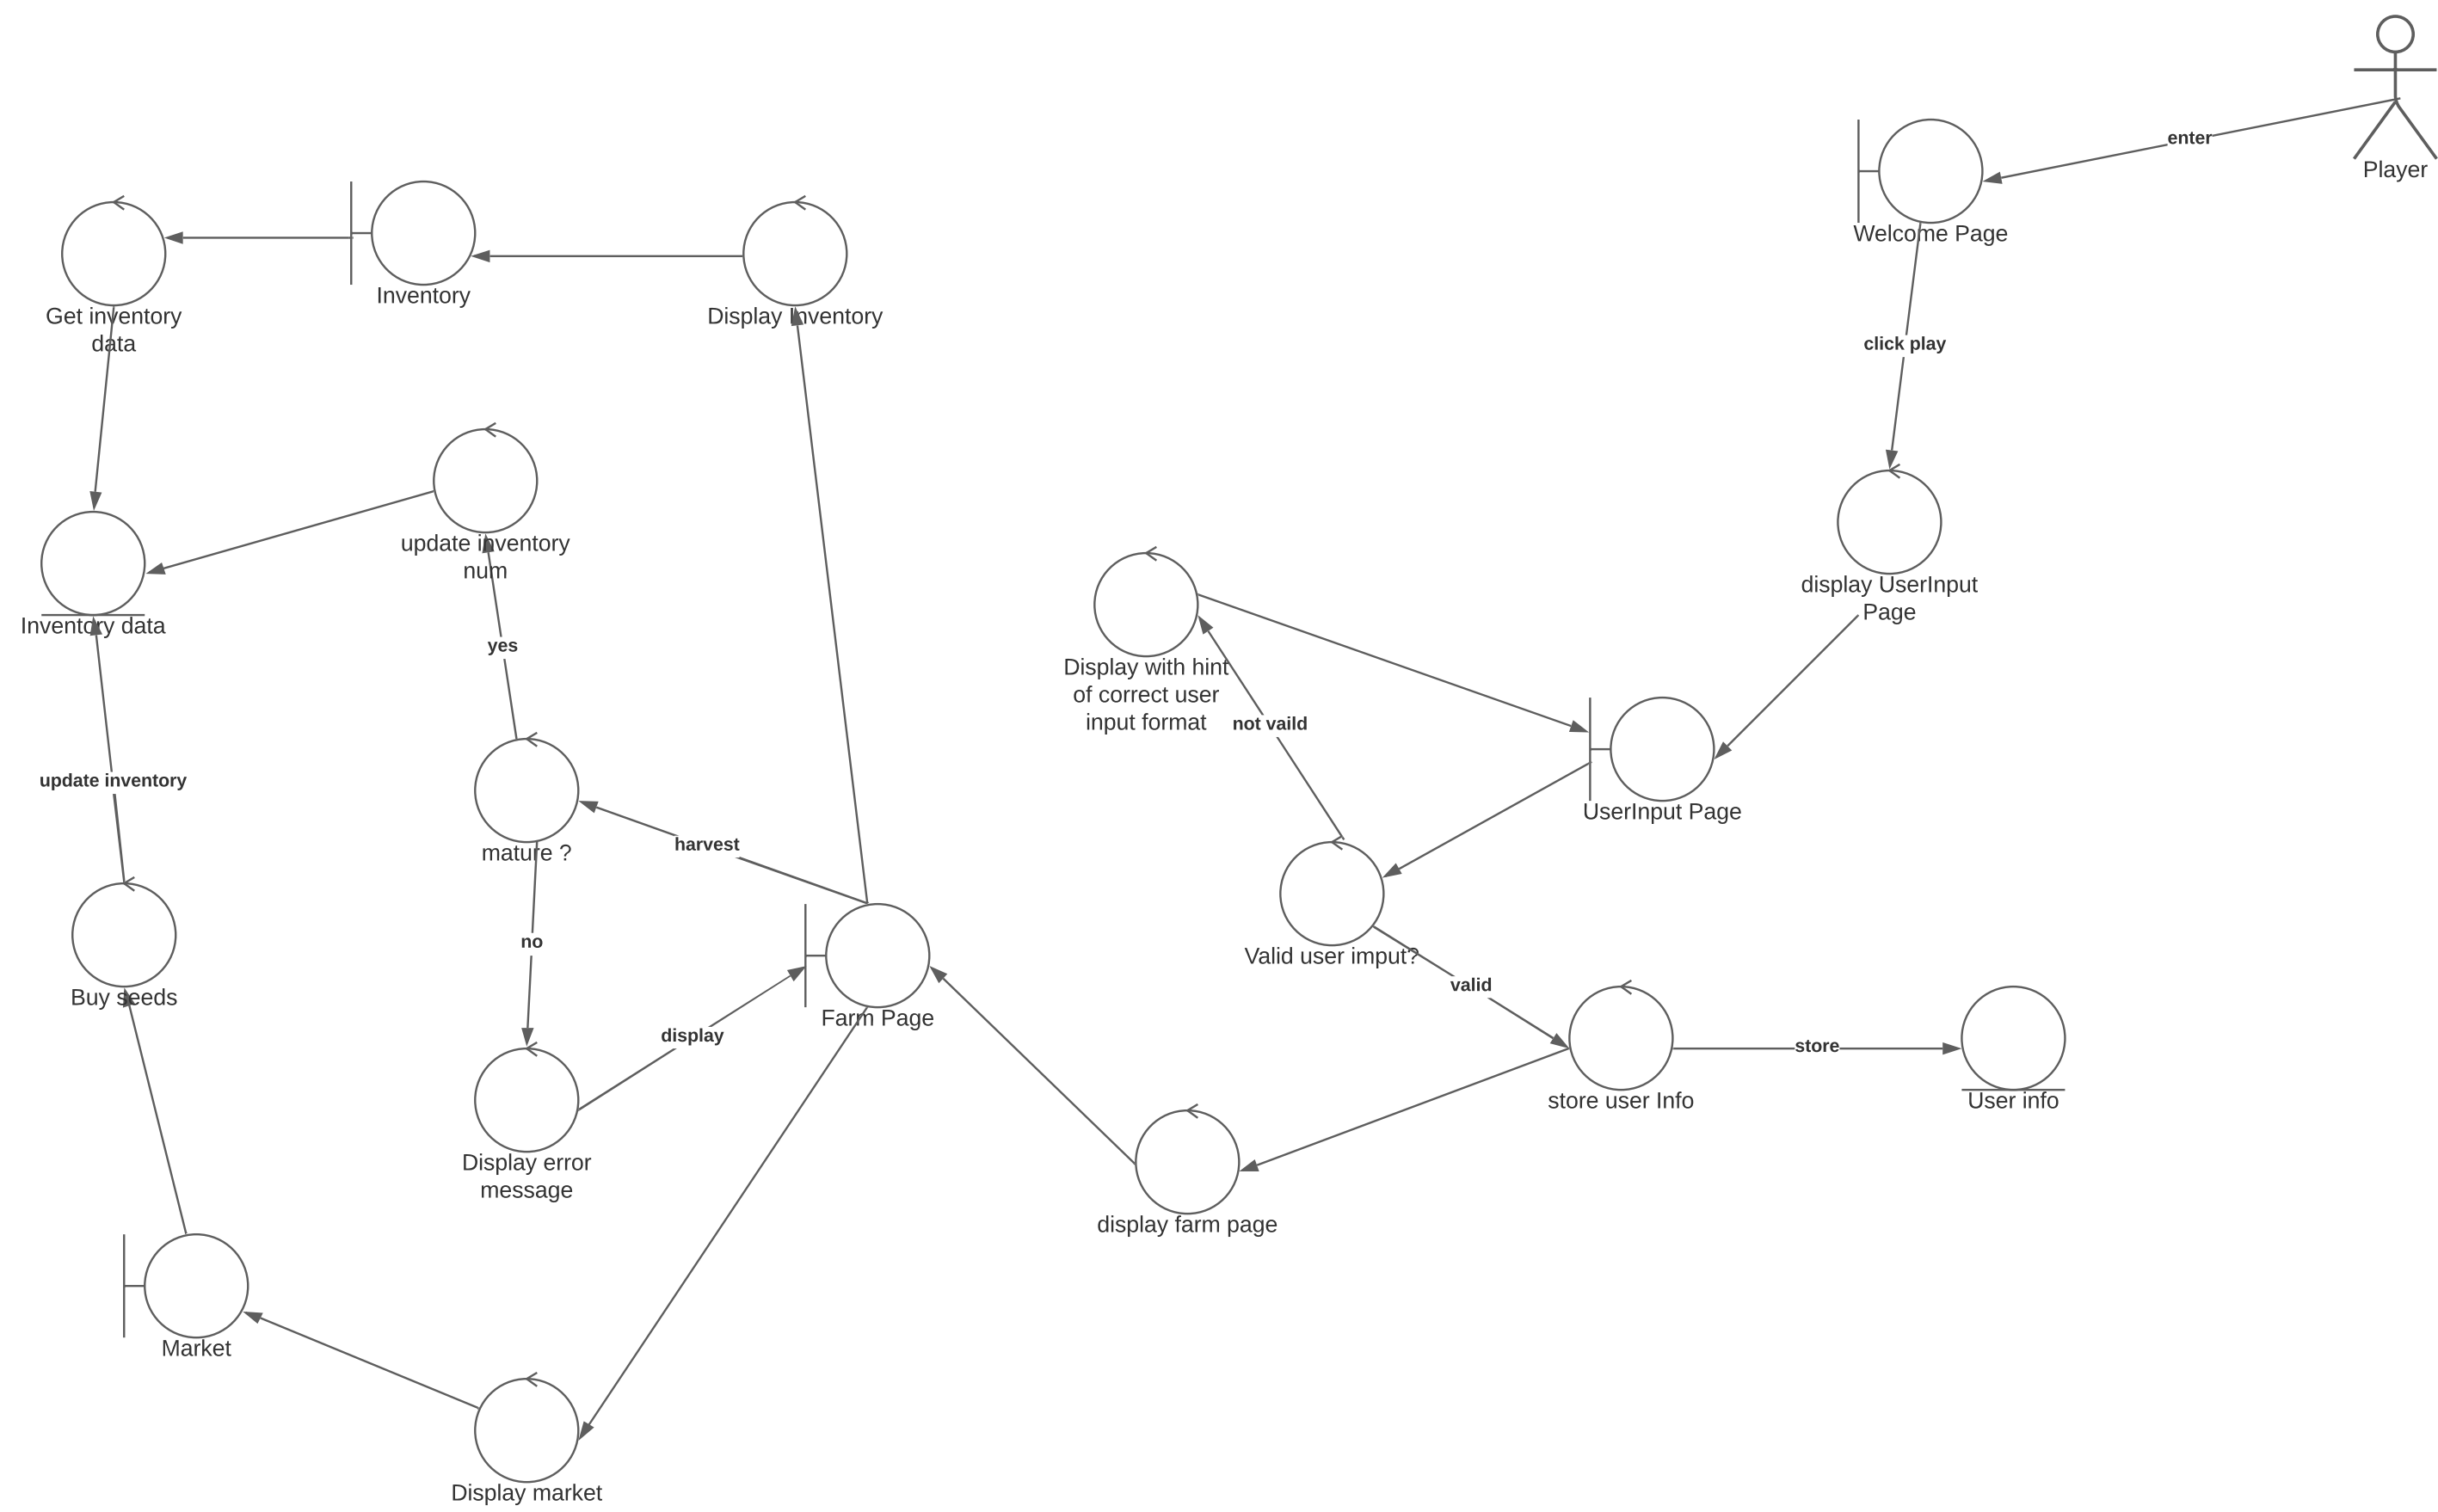 Player
enter
Welcome Page
Inventory
Get inventory
data
Display Inventory
click play
update inventory
num
display UserInput
Page
Inventory data
yes
Display with hint
of correct user
input format
not vaild
update inventory
UserInput Page
harvest
mature ?
no
Valid user imput?
valid
Buy seeds
Farm Page
display
store
store user Info
User info
Display error
message
display farm page
Market
Display market